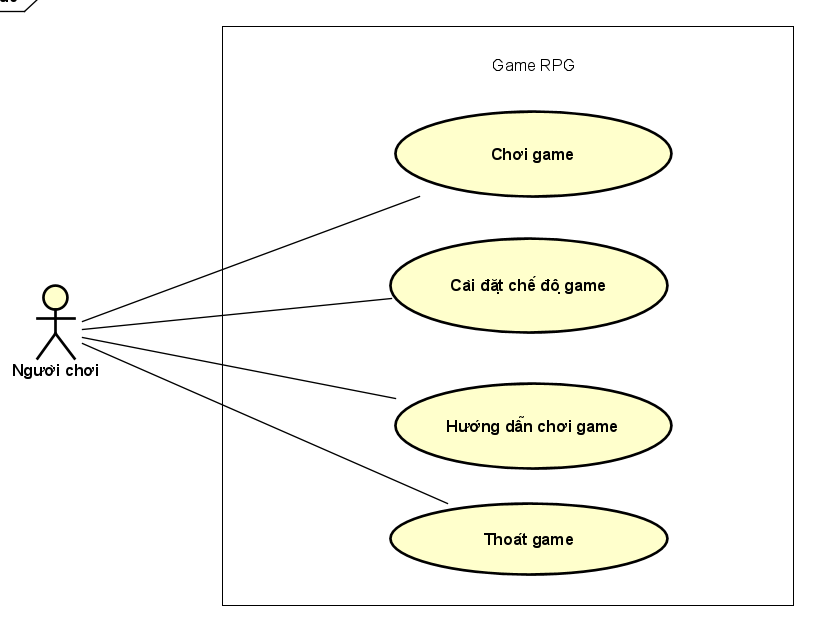 Game RPG
Chơi game
Cài đặt chế độ game
Người chơi
Hướng dẫn chơi game
Thoát game